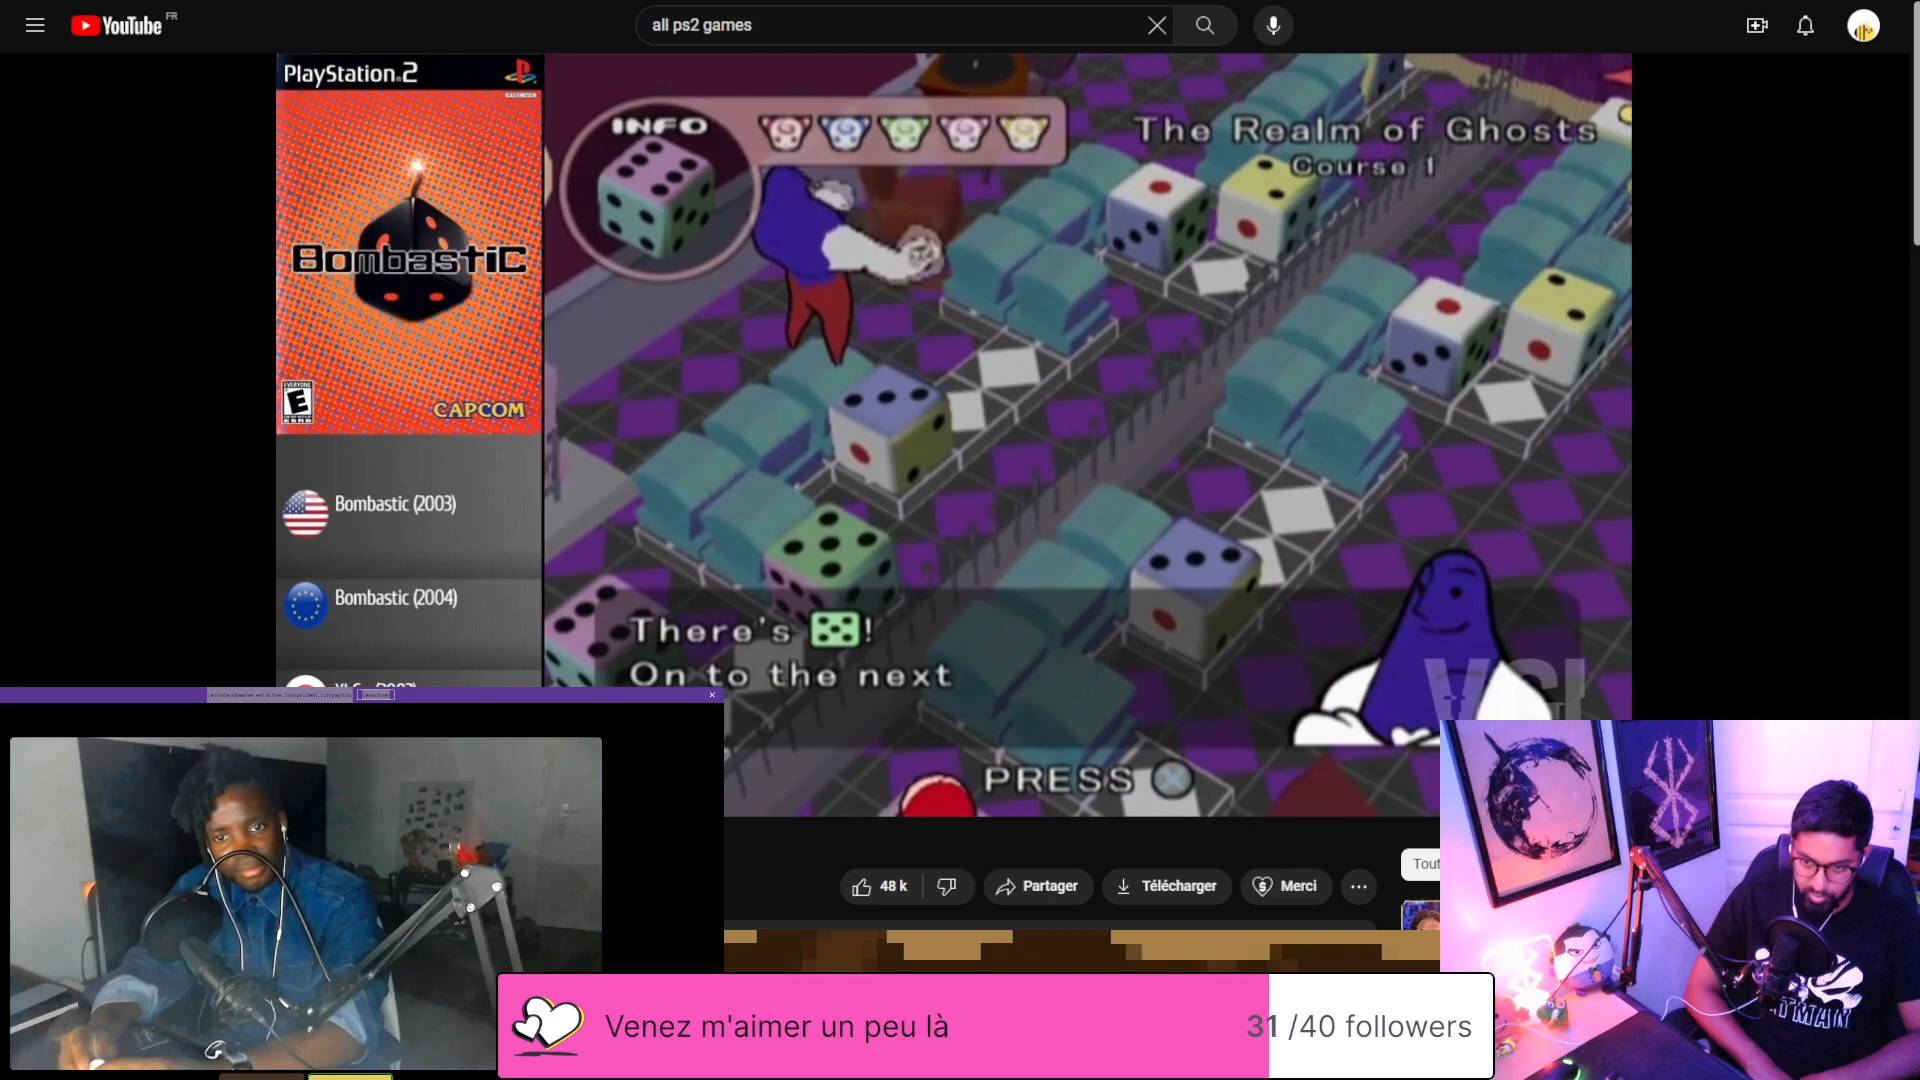 YouTube FR
all ps2 games
PlayStation 2
BOMBASTIC
EVERYONE
E
ESRB
CAPCOM
Bombastic (2003)
Bombastic (2004)
INFO
The Realm of Ghosts
Course 1
There's !
On to the next
PRESS
48 k
Partager
Télécharger
Merci
Tout
Venez m'aimer un peu là
31 /40 followers